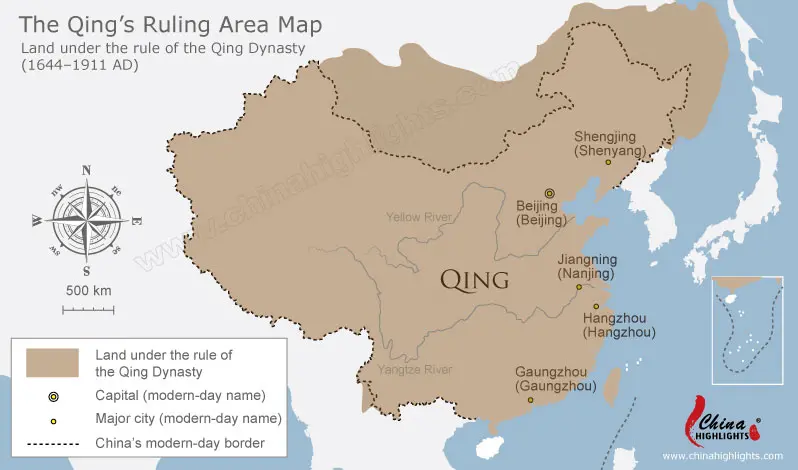 The Qing's Ruling Area Map
Land under the rule of the Qing Dynasty
(1644–1911 AD)
www.chinahighlights.com
N
ne
E
se
S
sw
W
nw
500 km
Shengjing
(Shenyang)
Beijing
(Beijing)
Yellow River
QING
Jiangning
(Nanjing)
Hangzhou
(Hangzhou)
Yangtze River
Gaungzhou
(Gaungzhou)
Land under the rule of
the Qing Dynasty
Capital (modern-day name)
Major city (modern-day name)
China's modern-day border
China
HIGHLIGHTS ®
www.chinahighlights.com